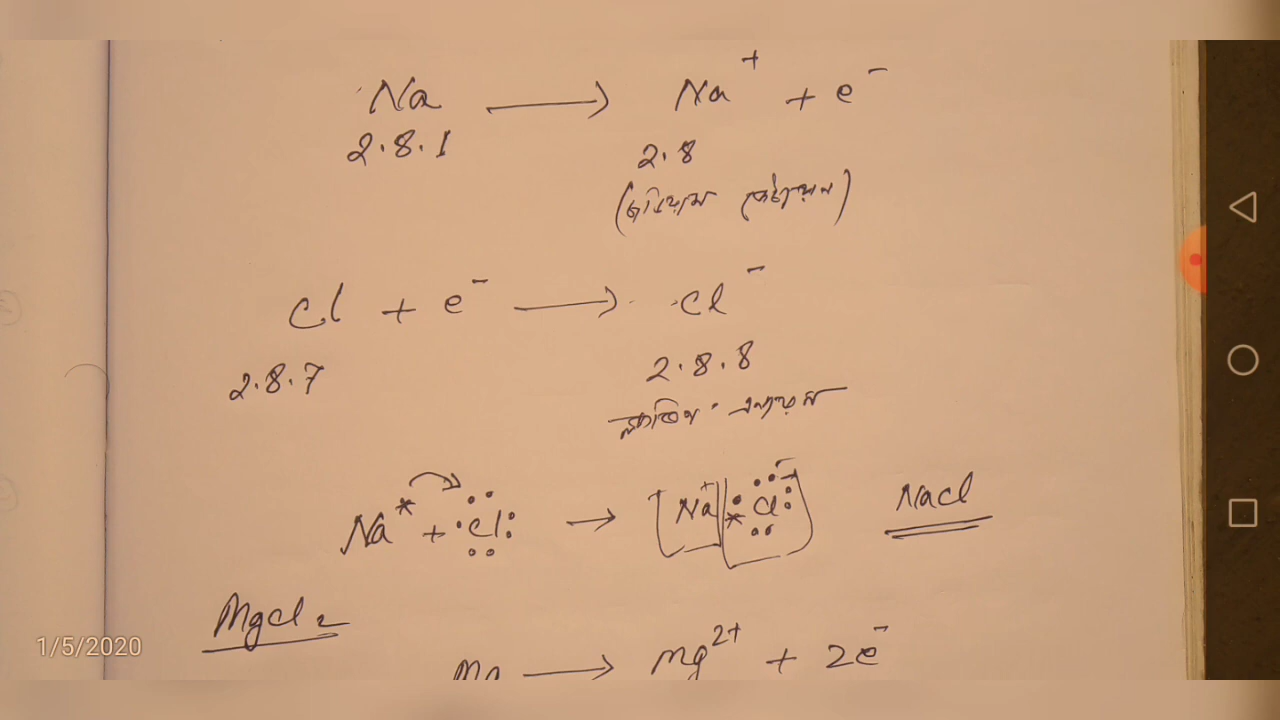 Na ⟶ Na⁺ + e⁻
2.8.1 2.8
(সোডিয়াম ক্যাটায়ন)
Cl + e⁻ ⟶ Cl⁻
2.8.7 2.8.8
Na* + Cl → [Na⁺][*Cl⁻] NaCl
MgCl₂
1/5/2020
Mg ⟶ Mg²⁺ + 2e⁻